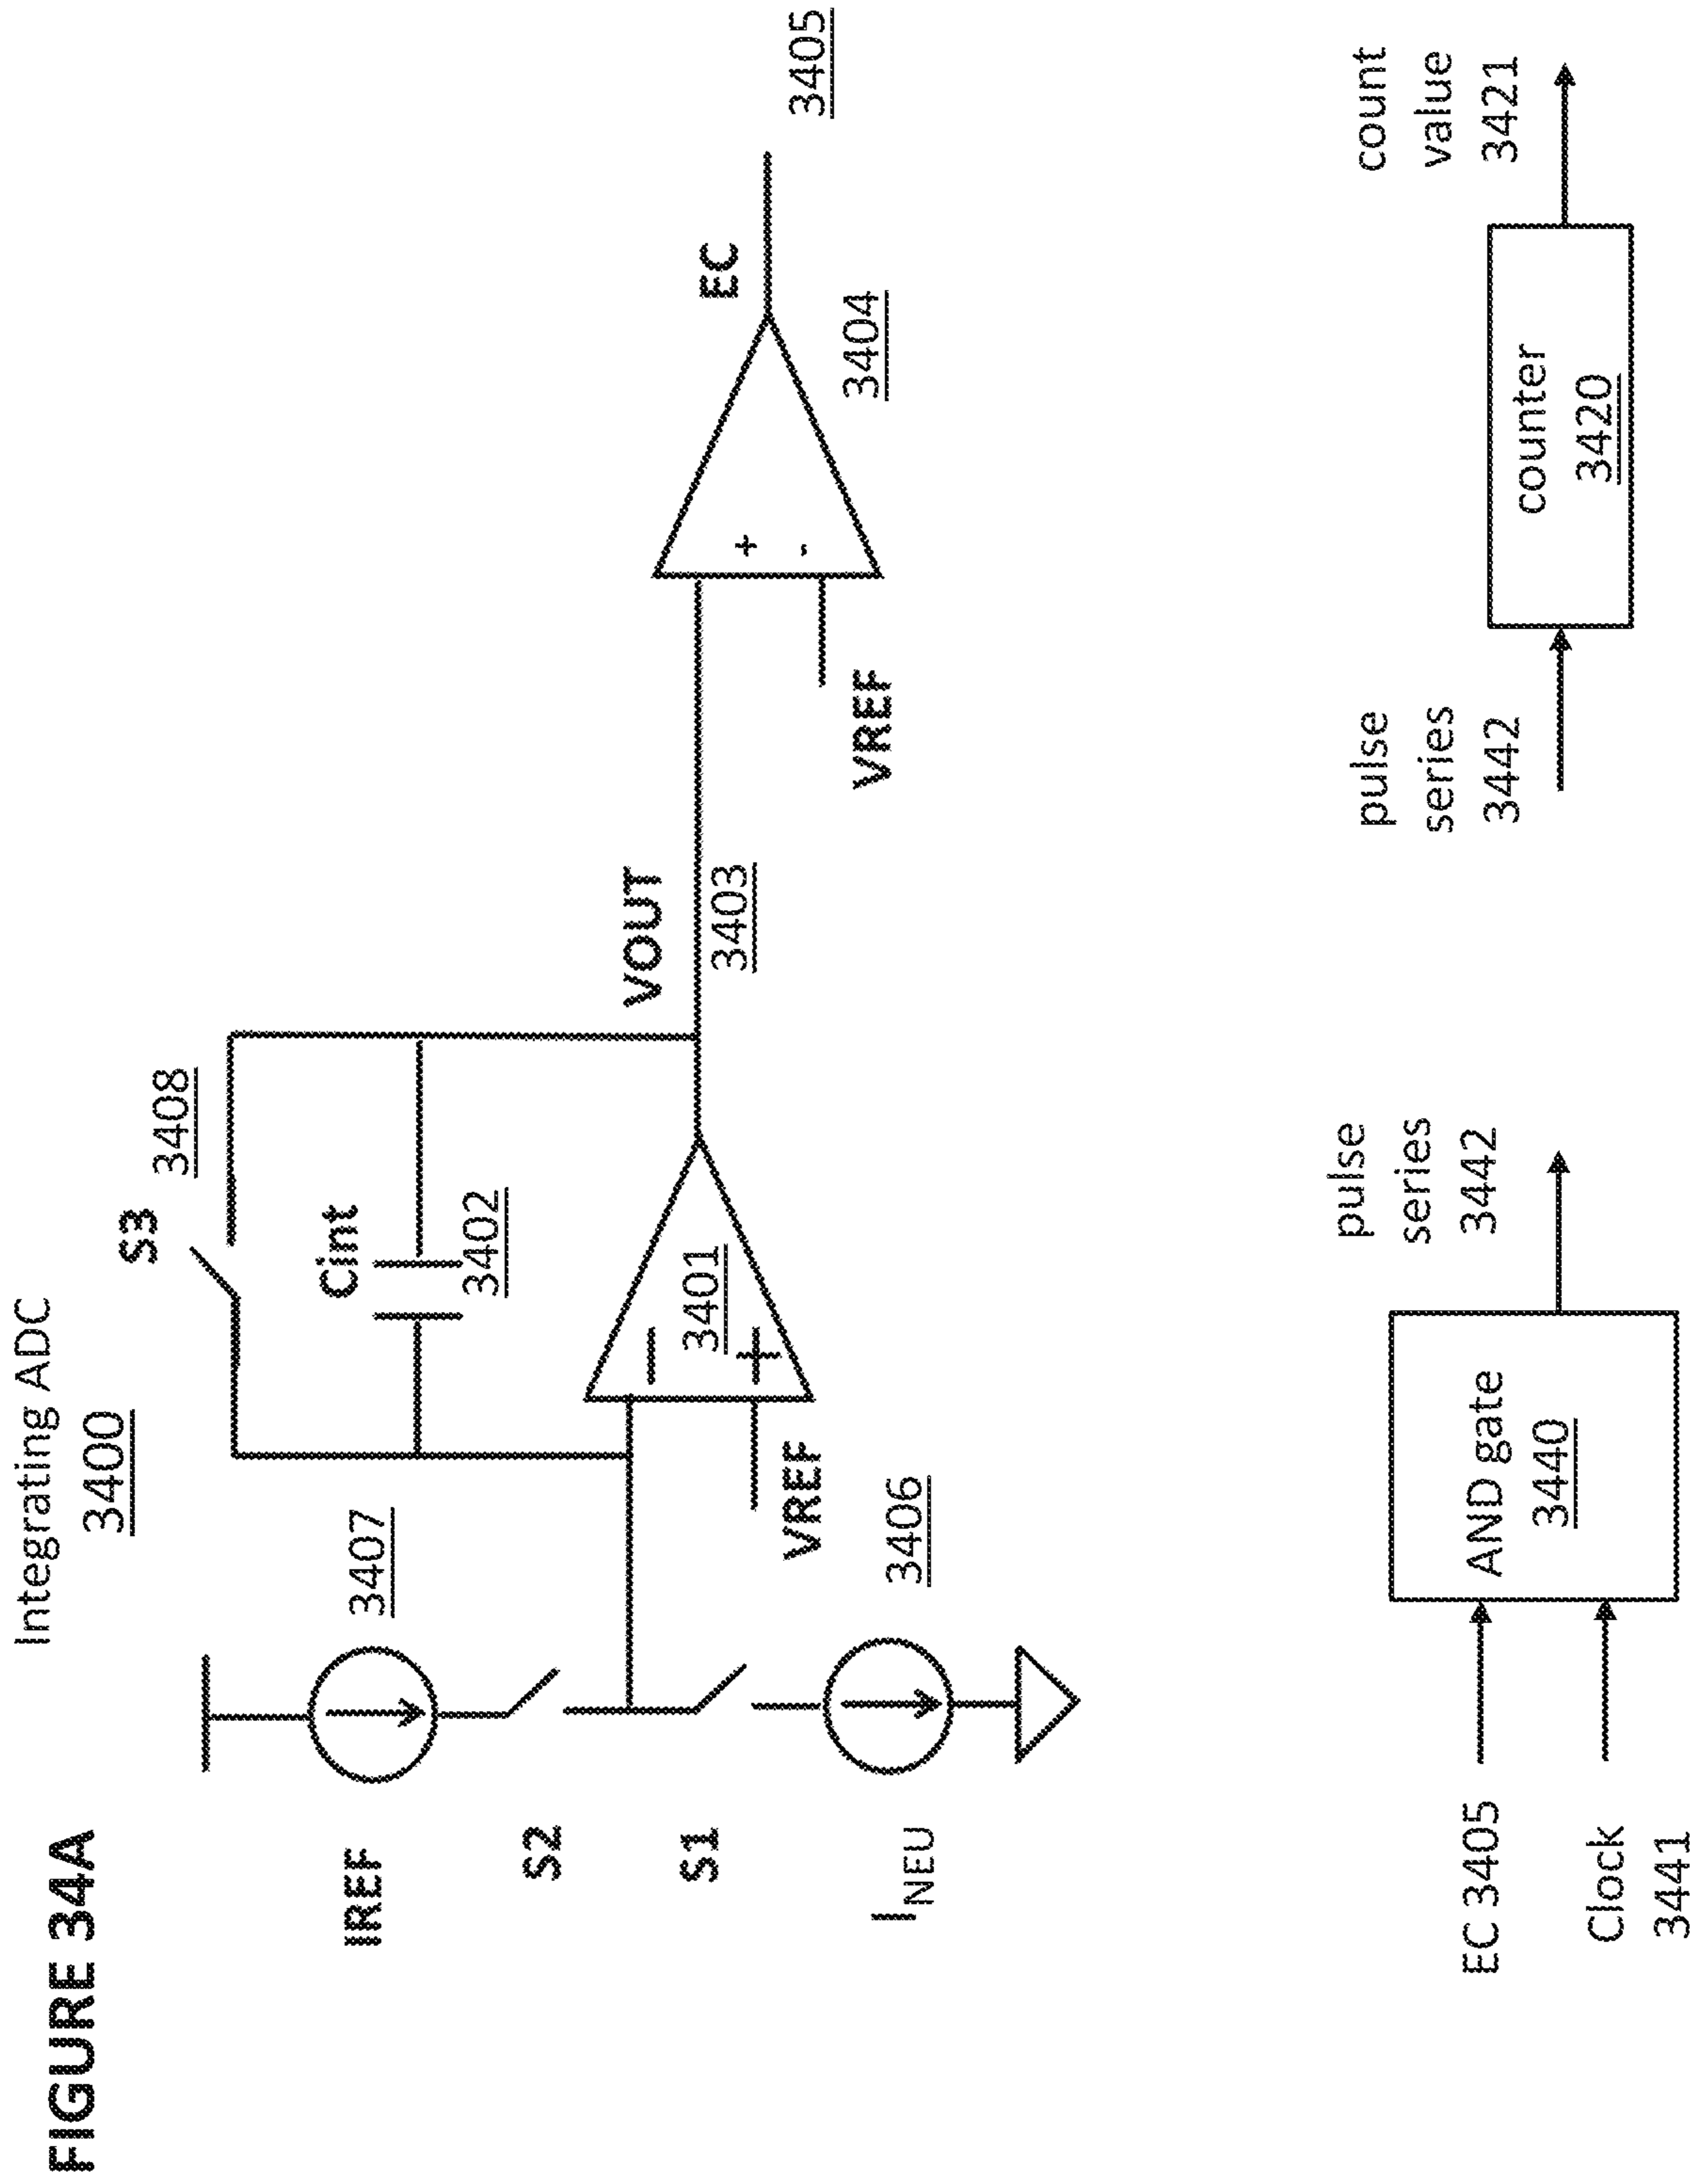 FIGURE 34A
Integrating ADC
3400
S3
3408
Cint
3402
IREF
3407
S2
S1
I_NEU
3406
VREF
−
+
3401
VOUT
3403
+
-
VREF
3404
EC
3405
EC 3405
Clock
3441
AND gate
3440
pulse
series
3442
pulse
series
3442
counter
3420
count
value
3421